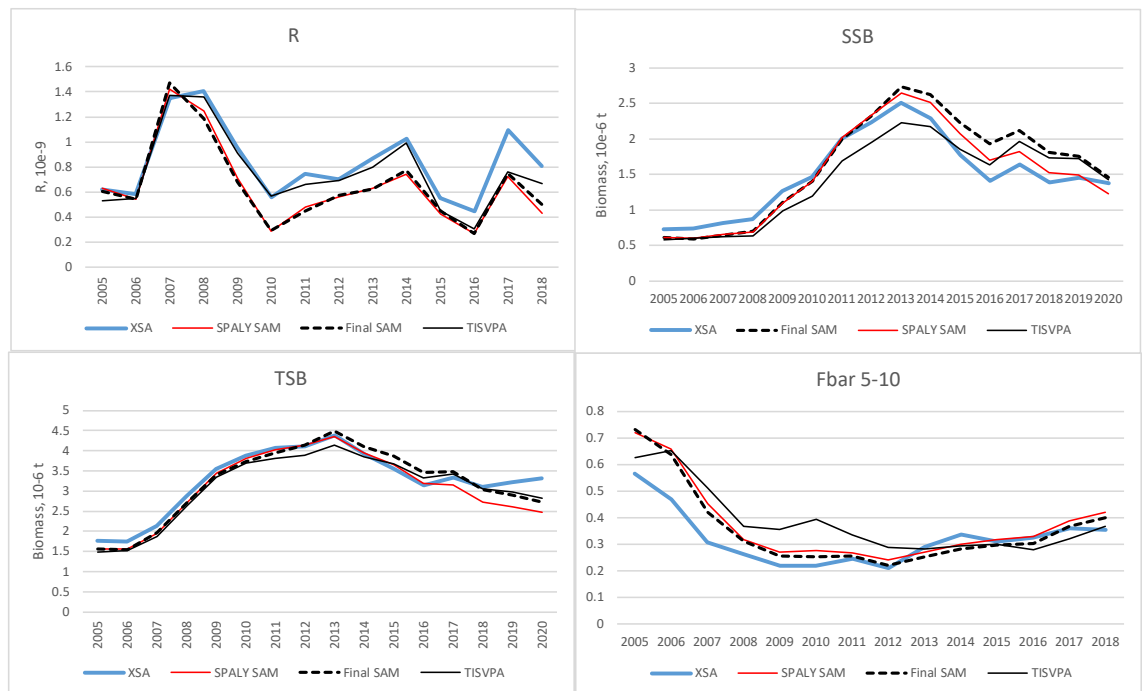 R
1.6
1.4
1.2
1
0.8
0.6
0.4
0.2
0
R, 10e-9
2005 2006 2007 2008 2009 2010 2011 2012 2013 2014 2015 2016 2017 2018
XSA SPALY SAM Final SAM TISVPA
SSB
3
2.5
2
1.5
1
0.5
0
Biomass, 10e-6 t
2005 2006 2007 2008 2009 2010 2011 2012 2013 2014 2015 2016 2017 2018 2019 2020
XSA Final SAM SPALY SAM TISVPA
TSB
5
4.5
4
3.5
3
2.5
2
1.5
1
0.5
0
Biomass, 10-6 t
2005 2006 2007 2008 2009 2010 2011 2012 2013 2014 2015 2016 2017 2018 2019 2020
XSA SPALY SAM Final SAM TISVPA
Fbar 5-10
0.8
0.7
0.6
0.5
0.4
0.3
0.2
0.1
0
2005 2006 2007 2008 2009 2010 2011 2012 2013 2014 2015 2016 2017 2018
XSA SPALY SAM Final SAM TISVPA